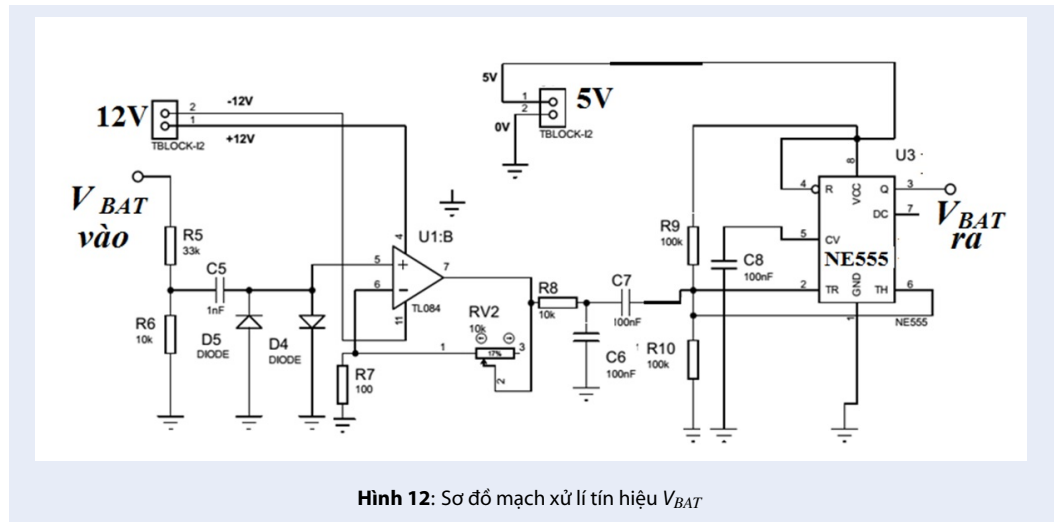 12V
2
1
-12V
+12V
TBLOCK-I2
5V
1
2
0V
5V
TBLOCK-I2
V BAT
vào
R5
33k
C5
1nF
R6
10k
D5
DIODE
D4
DIODE
U1:B
4
5
6
7
11
TL084
RV2
10k
1
17%
3
2
R7
100
R8
10k
C7
100nF
C6
100nF
R9
100k
R10
100k
C8
100nF
U3
8
4
R
VCC
Q
3
DC
7
5
CV
NE555
2
TR
GND
TH
6
1
NE555
V BAT
ra
Hình 12: Sơ đồ mạch xử lí tín hiệu VBAT